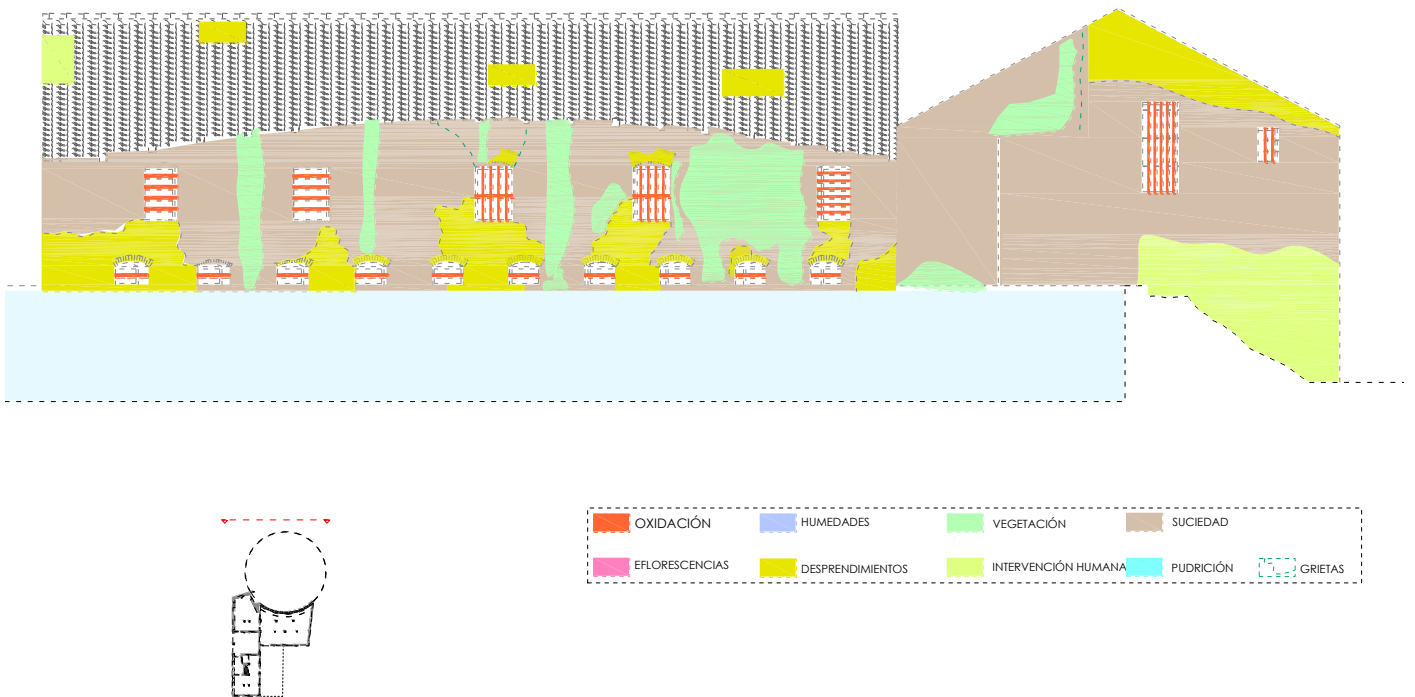 OXIDACIÓN HUMEDADES VEGETACIÓN SUCIEDAD
EFLORESCENCIAS DESPRENDIMIENTOS INTERVENCIÓN HUMANA PUDRICIÓN GRIETAS